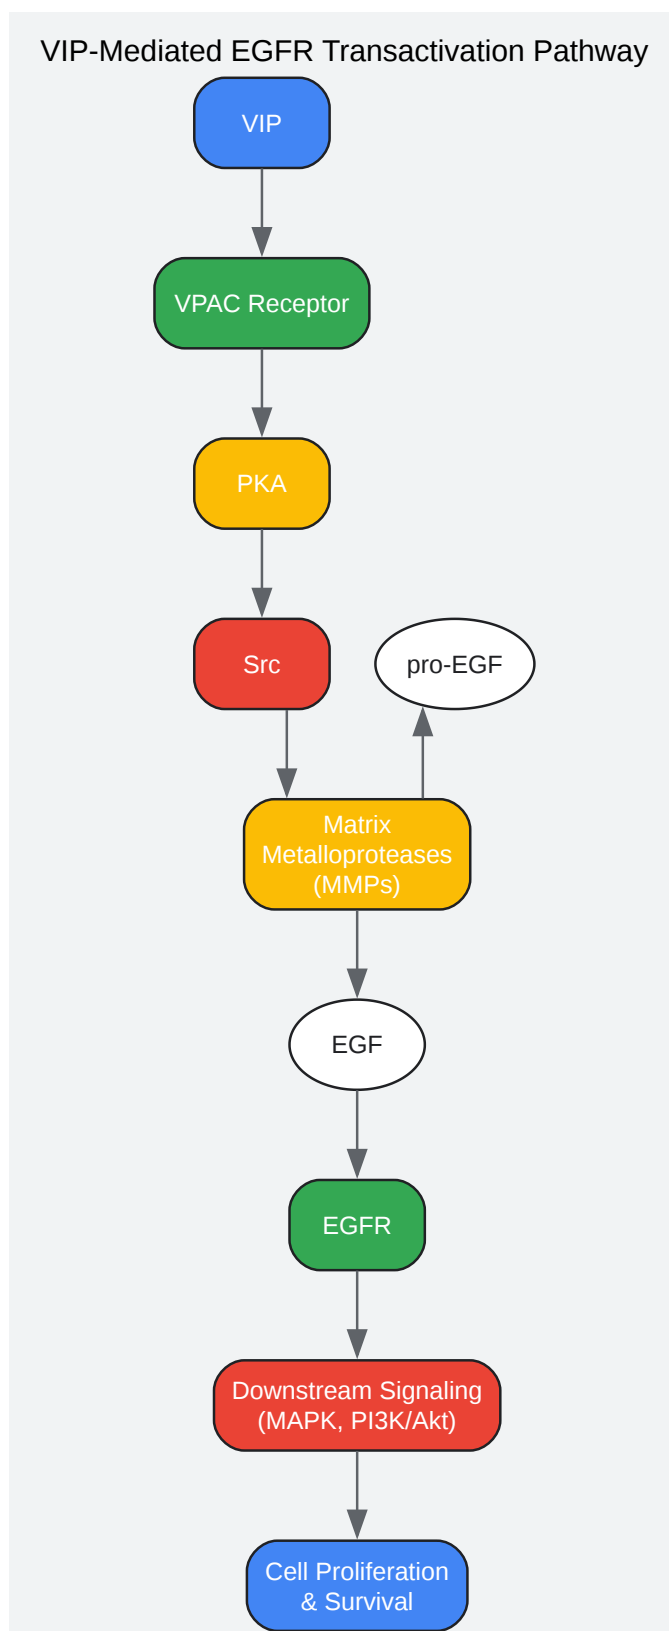 VIP-Mediated EGFR Transactivation Pathway
VIP
VPAC Receptor
PKA
Src
pro-EGF
Matrix
Metalloproteases
(MMPs)
EGF
EGFR
Downstream Signaling
(MAPK, PI3K/Akt)
Cell Proliferation
& Survival